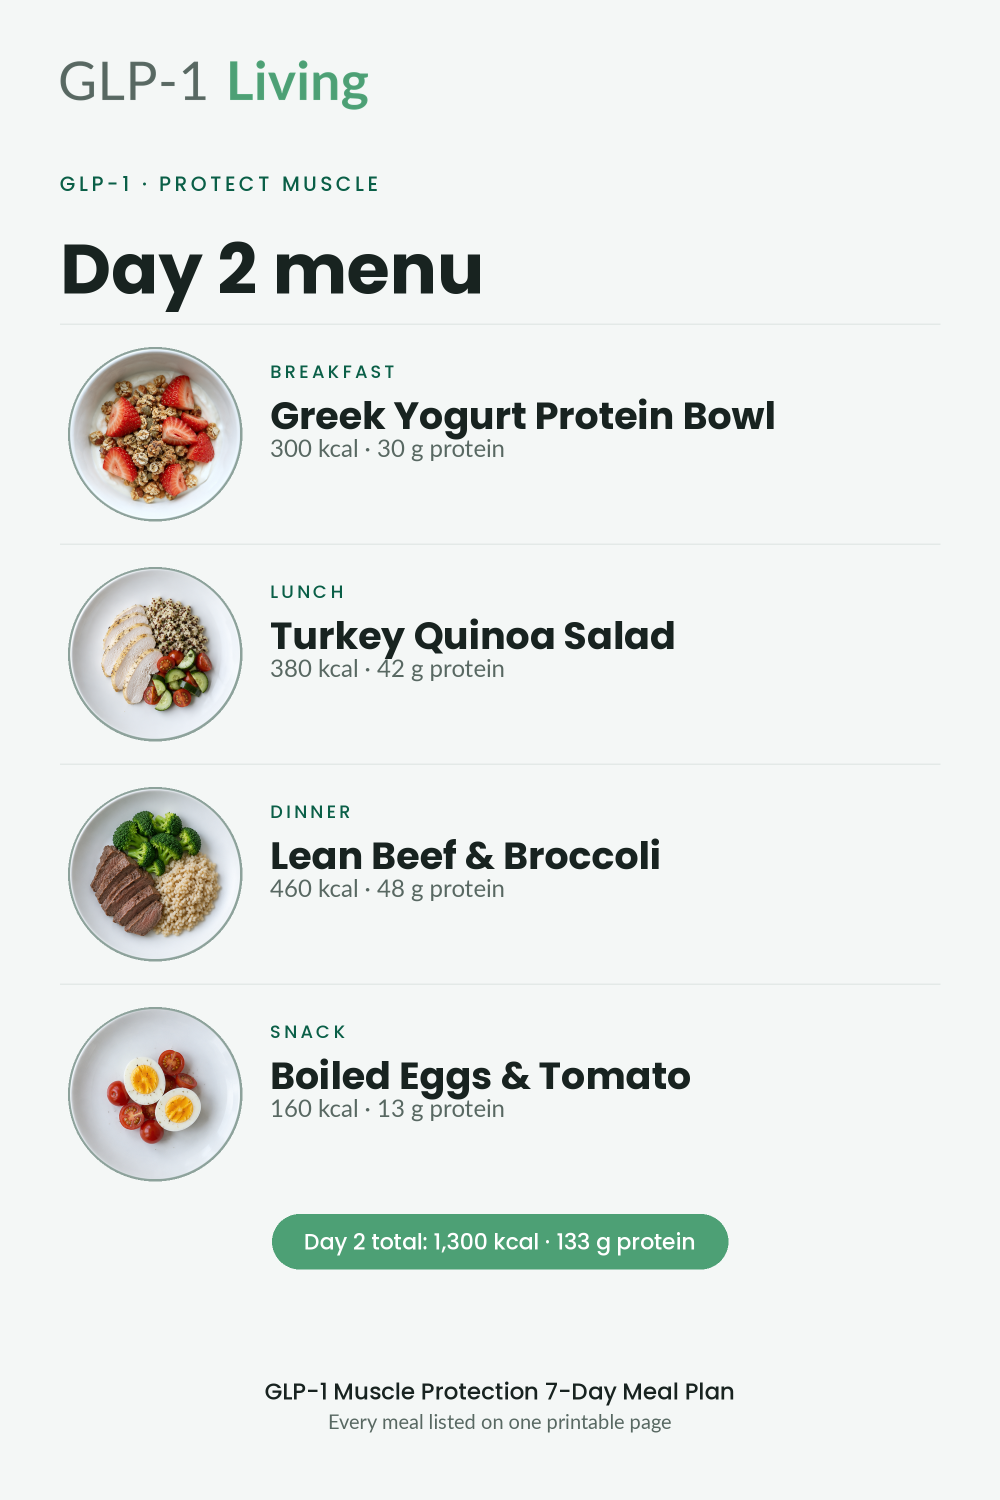 GLP-1 Living
GLP-1 · PROTECT MUSCLE
Day 2 menu
BREAKFAST
Greek Yogurt Protein Bowl
300 kcal · 30 g protein
LUNCH
Turkey Quinoa Salad
380 kcal · 42 g protein
DINNER
Lean Beef & Broccoli
460 kcal · 48 g protein
SNACK
Boiled Eggs & Tomato
160 kcal · 13 g protein
Day 2 total: 1,300 kcal · 133 g protein
GLP-1 Muscle Protection 7-Day Meal Plan
Every meal listed on one printable page